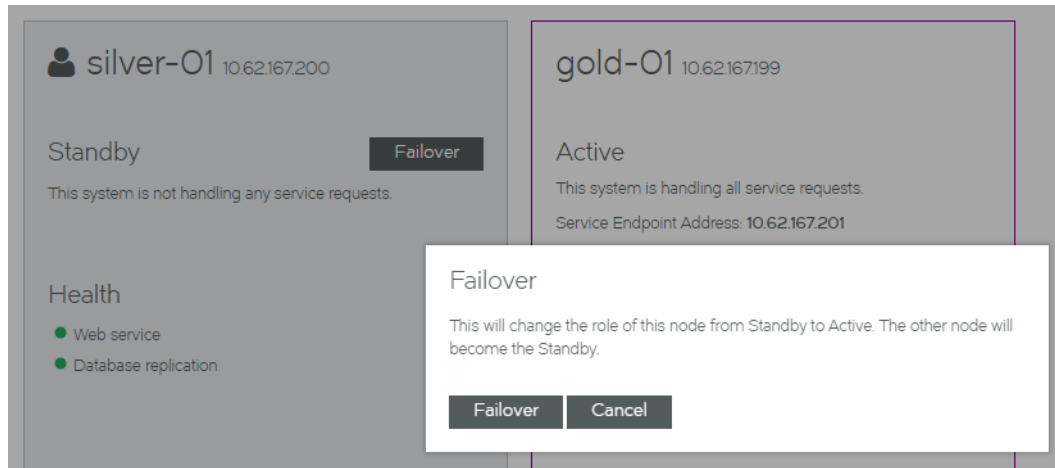 silver-01 10.62.167.200
Standby
Failover
This system is not handling any service requests.
Health
Web service
Database replication
gold-01 10.62.167.199
Active
This system is handling all service requests.
Service Endpoint Address: 10.62.167.201
Failover
This will change the role of this node from Standby to Active. The other node will
become the Standby.
Failover
Cancel